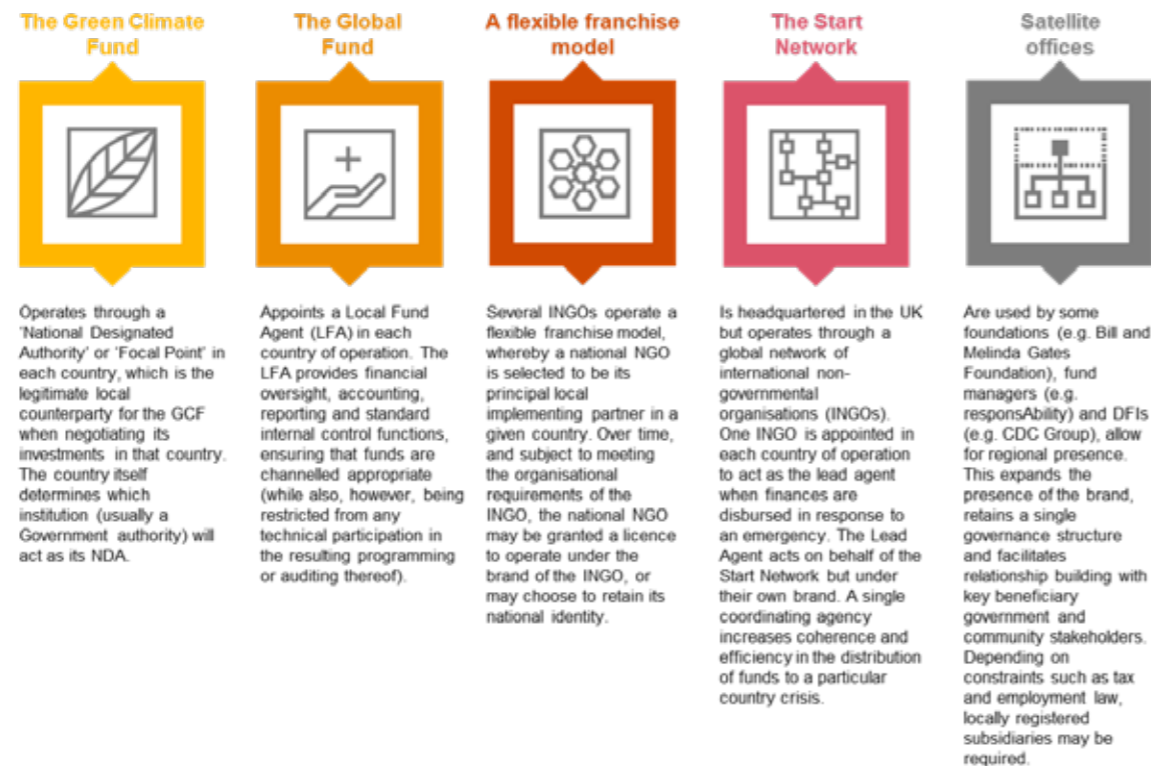 The Green Climate
Fund
Operates through a
'National Designated
Authority' or 'Focal Point' in
each country, which is the
legitimate local
counterparty for the GCF
when negotiating its
investments in that country.
The country itself
determines which
institution (usually a
Government authority) will
act as its NDA.
The Global
Fund
Appoints a Local Fund
Agent (LFA) in each
country of operation. The
LFA provides financial
oversight, accounting,
reporting and standard
internal control functions,
ensuring that funds are
channelled appropriate
(while also, however, being
restricted from any
technical participation in
the resulting programming
or auditing thereof).
A flexible franchise
model
Several INGOs operate a
flexible franchise model,
whereby a national NGO
is selected to be its
principal local
implementing partner in a
given country. Over time,
and subject to meeting
the organisational
requirements of the
INGO, the national NGO
may be granted a licence
to operate under the
brand of the INGO, or
may choose to retain its
national identity.
The Start
Network
Is headquartered in the UK
but operates through a
global network of
international non-
governmental
organisations (INGOs).
One INGO is appointed in
each country of operation
to act as the lead agent
when finances are
disbursed in response to
an emergency. The Lead
Agent acts on behalf of the
Start Network but under
their own brand. A single
coordinating agency
increases coherence and
efficiency in the distribution
of funds to a particular
country crisis.
Satellite
offices
Are used by some
foundations (e.g. Bill and
Melinda Gates
Foundation), fund
managers (e.g.
responsAbility) and DFIs
(e.g. CDC Group), allow
for regional presence.
This expands the
presence of the brand,
retains a single
governance structure
and facilitates
relationship building with
key beneficiary
government and
community stakeholders.
Depending on
constraints such as tax
and employment law,
locally registered
subsidiaries may be
required.